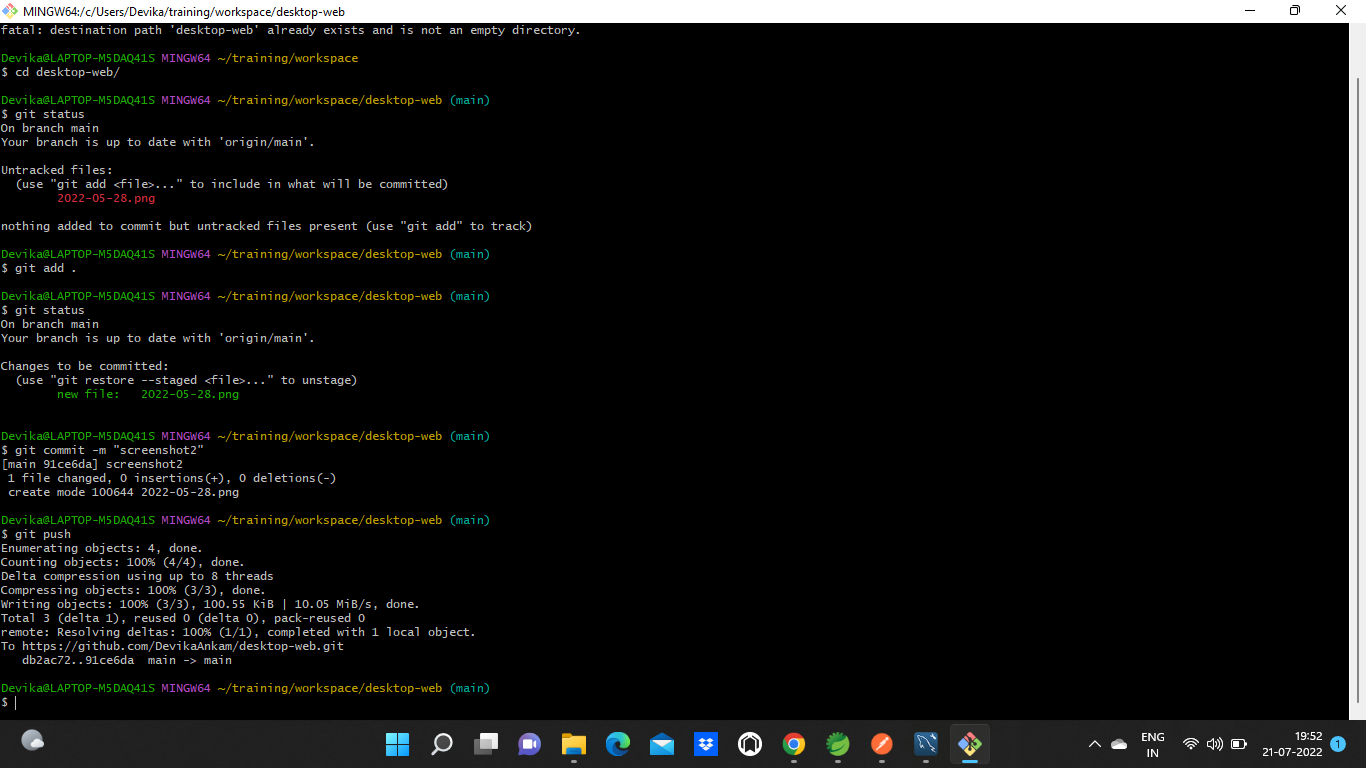 MINGW64:/c/Users/Devika/training/workspace/desktop-web
fatal: destination path 'desktop-web' already exists and is not an empty directory.
Devika@LAPTOP-M5DAQ41S MINGW64 ~/training/workspace
$ cd desktop-web/
Devika@LAPTOP-M5DAQ41S MINGW64 ~/training/workspace/desktop-web (main)
$ git status
On branch main
Your branch is up to date with 'origin/main'.
Untracked files:
  (use "git add <file>..." to include in what will be committed)
        2022-05-28.png
nothing added to commit but untracked files present (use "git add" to track)
Devika@LAPTOP-M5DAQ41S MINGW64 ~/training/workspace/desktop-web (main)
$ git add .
Devika@LAPTOP-M5DAQ41S MINGW64 ~/training/workspace/desktop-web (main)
$ git status
On branch main
Your branch is up to date with 'origin/main'.
Changes to be committed:
  (use "git restore --staged <file>..." to unstage)
        new file:   2022-05-28.png
Devika@LAPTOP-M5DAQ41S MINGW64 ~/training/workspace/desktop-web (main)
$ git commit -m "screenshot2"
[main 91ce6da] screenshot2
 1 file changed, 0 insertions(+), 0 deletions(-)
 create mode 100644 2022-05-28.png
Devika@LAPTOP-M5DAQ41S MINGW64 ~/training/workspace/desktop-web (main)
$ git push
Enumerating objects: 4, done.
Counting objects: 100% (4/4), done.
Delta compression using up to 8 threads
Compressing objects: 100% (3/3), done.
Writing objects: 100% (3/3), 100.55 KiB | 10.05 MiB/s, done.
Total 3 (delta 1), reused 0 (delta 0), pack-reused 0
remote: Resolving deltas: 100% (1/1), completed with 1 local object.
To https://github.com/DevikaAnkam/desktop-web.git
   db2ac72..91ce6da  main -> main
Devika@LAPTOP-M5DAQ41S MINGW64 ~/training/workspace/desktop-web (main)
$
ENG
IN
19:52
21-07-2022
1